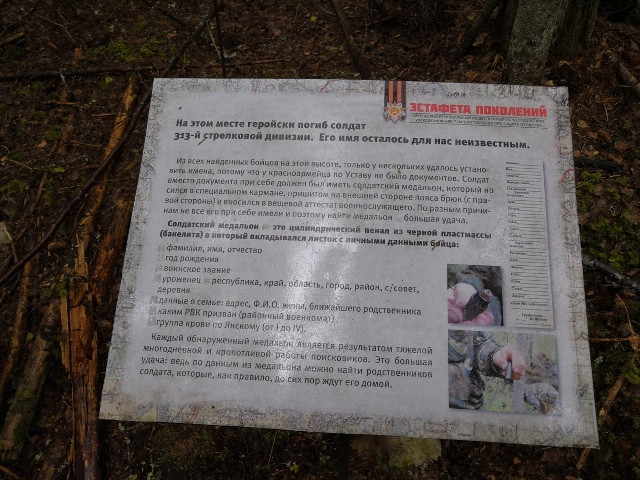 ЭСТАФЕТА ПОКОЛЕНИЙ
На этом месте геройски погиб солдат
313-й стрелковой дивизии. Его имя осталось для нас неизвестным.
Из всех найденных бойцов на этой высоте, только у нескольких удалось устано-
вить имена, потому что у красноармейца по Уставу не было документов. Солдат
вместо документа при себе должен был иметь солдатский медальон, который но
сился в специальном кармане, пришитом на внешней стороне пояса брюк (с пра-
вой стороны) и вносился в вещевой аттестат военнослужащего. По разным причи-
нам не все его при себе имели и поэтому найти медальон большая удача.
Солдатский медальон это цилиндрический пенал из черной пластмассы
(бакелита) в который вкладывался листок с личными данными бойца:
фамилия, имя, отчество
год рождения
воинское звание
уроженец республика, край, область, город, район, с/совет,
деревня
данные о семье: адрес, Ф.И.О. жены, ближайшего родственника
каким РВК призван (районный военкомат)
группа крови по Янскому (от I до IV).
Каждый обнаруженный медальон является результатом тяжелой
многодневной и кропотливой работы поисковиков. Это большая
удача: ведь по данным из медальона можно найти родственников
солдата, которые, как правило, до сих пор ждут его домой.